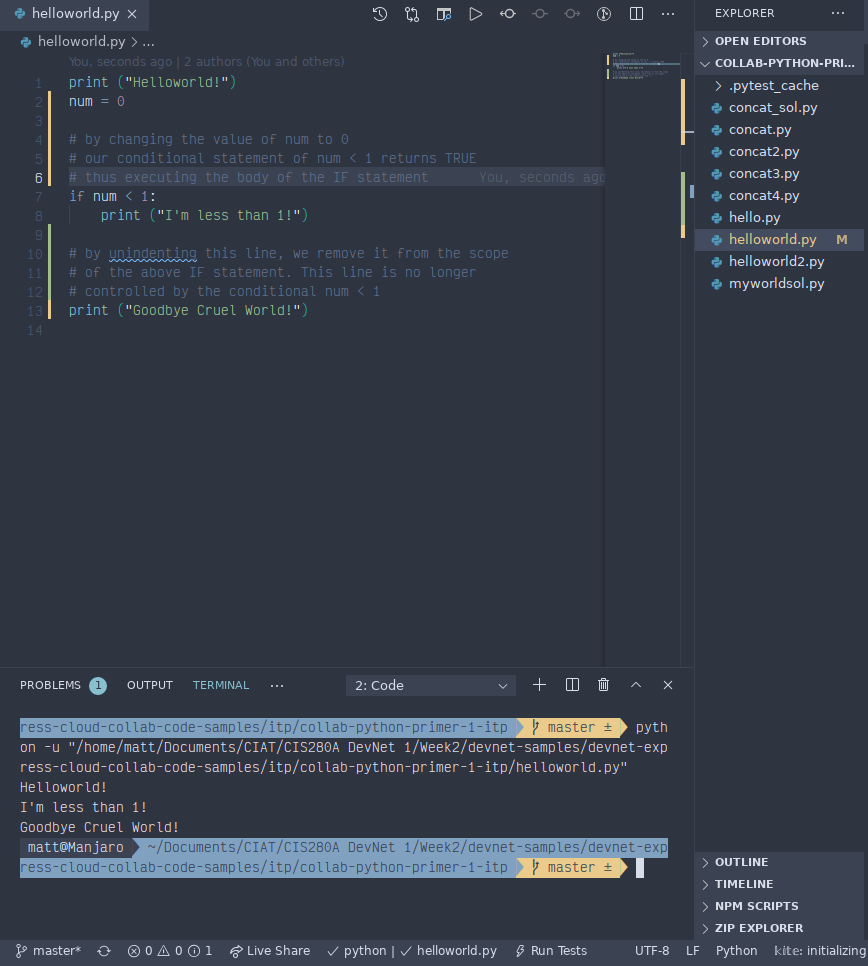 helloworld.py
helloworld.py > ...
You, seconds ago | 2 authors (You and others)
1 print ("Helloworld!")
2 num = 0
3
4 # by changing the value of num to 0
5 # our conditional statement of num < 1 returns TRUE
6 # thus executing the body of the IF statement You, seconds ago
7 if num < 1:
8 print ("I'm less than 1!")
9
10 # by unindenting this line, we remove it from the scope
11 # of the above IF statement. This line is no longer
12 # controlled by the conditional num < 1
13 print ("Goodbye Cruel World!")
14
EXPLORER
OPEN EDITORS
COLLAB-PYTHON-PRI...
.pytest_cache
concat_sol.py
concat.py
concat2.py
concat3.py
concat4.py
hello.py
helloworld.py M
helloworld2.py
myworldsol.py
PROBLEMS 1 OUTPUT TERMINAL ... 2: Code
ress-cloud-collab-code-samples/itp/collab-python-primer-1-itp master ± pyth
on -u "/home/matt/Documents/CIAT/CIS280A DevNet 1/Week2/devnet-samples/devnet-exp
ress-cloud-collab-code-samples/itp/collab-python-primer-1-itp/helloworld.py"
Helloworld!
I'm less than 1!
Goodbye Cruel World!
matt@Manjaro ~/Documents/CIAT/CIS280A DevNet 1/Week2/devnet-samples/devnet-exp
ress-cloud-collab-code-samples/itp/collab-python-primer-1-itp master ±
OUTLINE
TIMELINE
NPM SCRIPTS
ZIP EXPLORER
master* 0 0 1 Live Share python | helloworld.py Run Tests UTF-8 LF Python kite: initializing